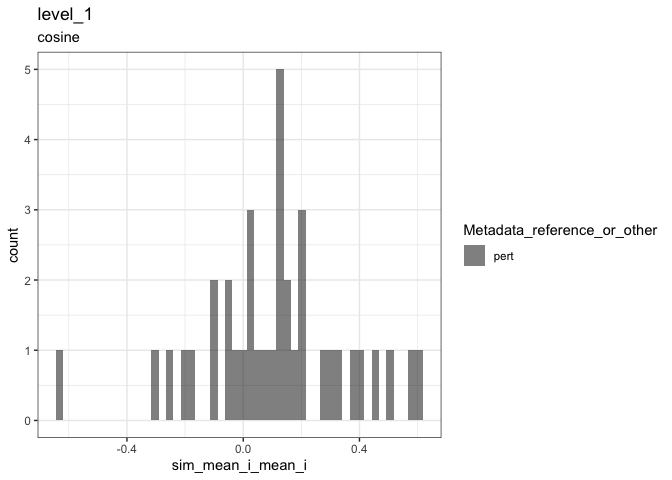 level_1
cosine
count
5
4
3
2
1
0
-0.4
0.0
0.4
sim_mean_i_mean_i
Metadata_reference_or_other
pert